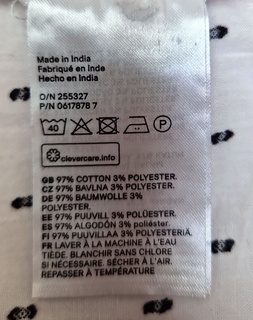 Made in India
Fabriqué en Inde
Hecho en India
O/N 255327
P/N 0617878 7
40
P
clevercare.info
GB 97% COTTON 3% POLYESTER.
CZ 97% BAVLNA 3% POLYESTER.
DE 97% BAUMWOLLE 3%
POLYESTER.
EE 97% PUUVILL 3% POLÜESTER.
ES 97% ALGODÓN 3% poliéster.
FI 97% PUUVILLAA 3% POLYESTERI.
FR LAVER À LA MACHINE À L'EAU
TIÈDE. BLANCHIR SANS CHLORE
SI NÉCESSAIRE. SÉCHER À L'AIR.
REPASSER À TEMPÉRATURE